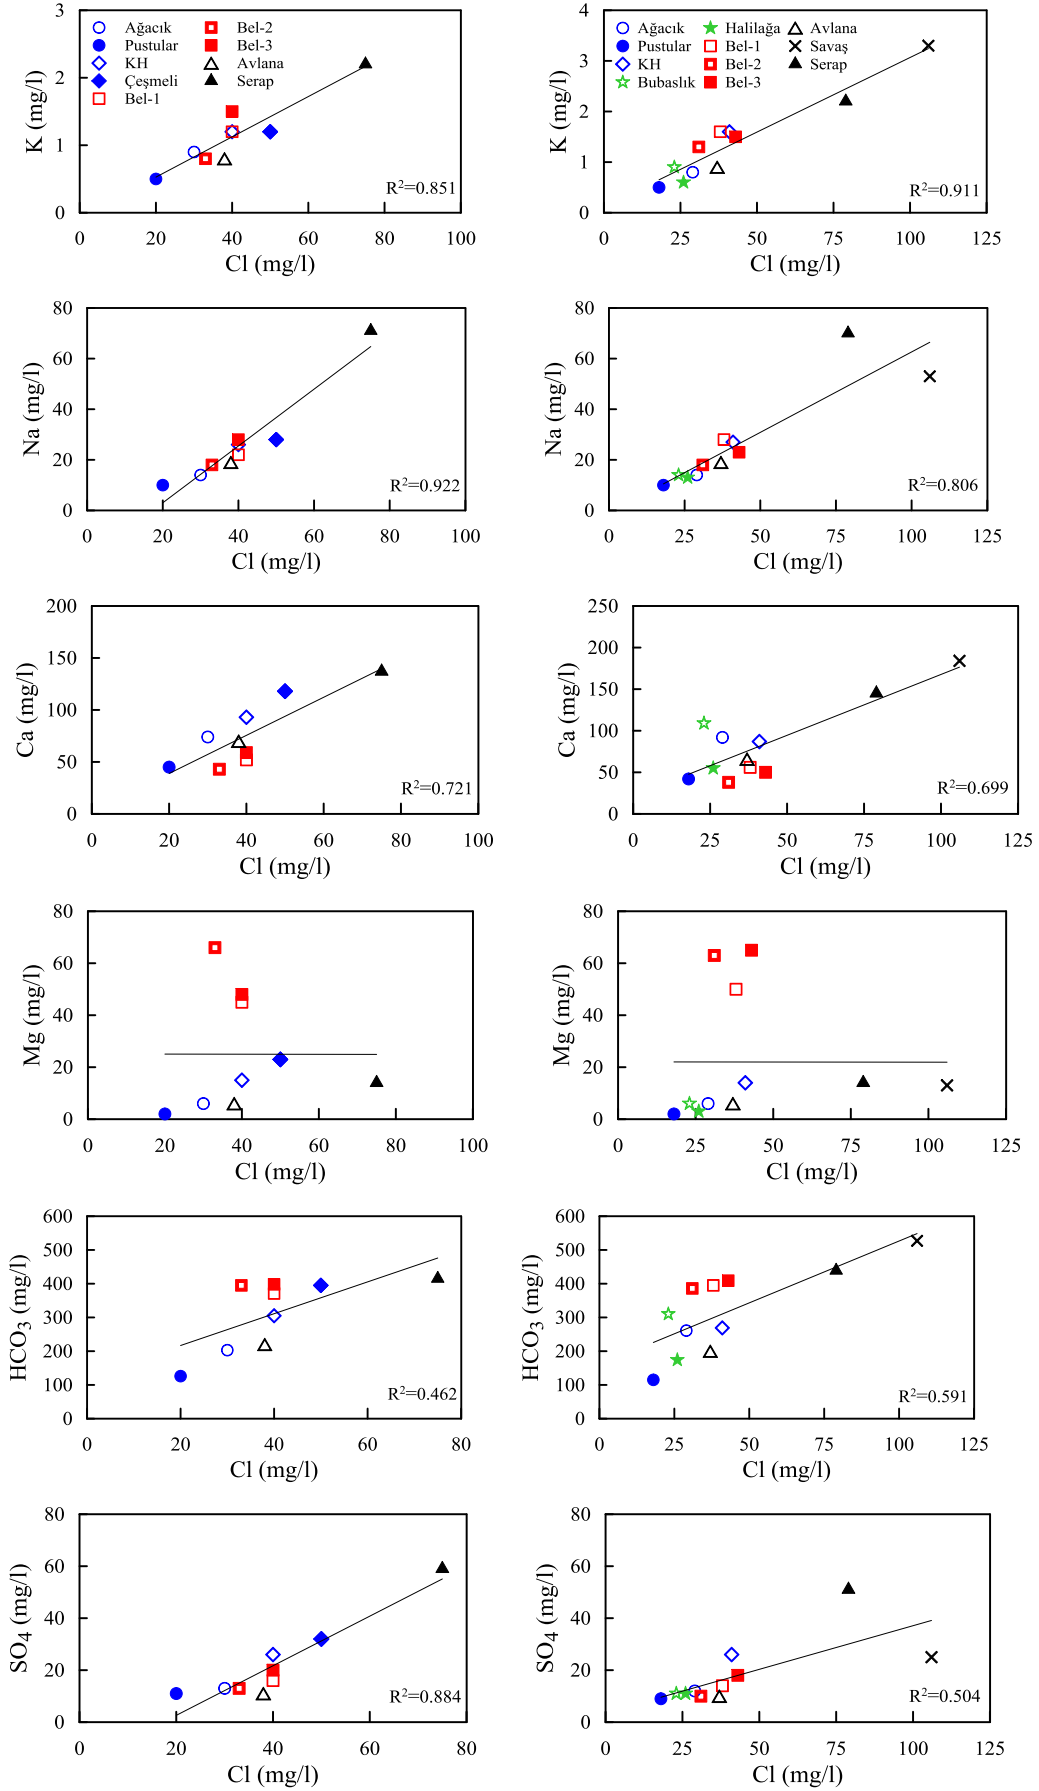 Ağacık
Pustular
KH
Çeşmeli
Bel-1
Bel-2
Bel-3
Avlana
Serap
K (mg/l)
3
2
1
0
R²=0.851
0 20 40 60 80 100
Cl (mg/l)
Ağacık
Pustular
KH
Bubaslık
Halilağa
Bel-1
Bel-2
Bel-3
Avlana
Savaş
Serap
K (mg/l)
4
3
2
1
0
R²=0.911
0 25 50 75 100 125
Cl (mg/l)
Na (mg/l)
80
60
40
20
0
R²=0.922
0 20 40 60 80 100
Cl (mg/l)
Na (mg/l)
80
60
40
20
0
R²=0.806
0 25 50 75 100 125
Cl (mg/l)
Ca (mg/l)
200
150
100
50
0
R²=0.721
0 20 40 60 80 100
Cl (mg/l)
Ca (mg/l)
250
200
150
100
50
0
R²=0.699
0 25 50 75 100 125
Cl (mg/l)
Mg (mg/l)
80
60
40
20
0
0 20 40 60 80 100
Cl (mg/l)
Mg (mg/l)
80
60
40
20
0
0 25 50 75 100 125
Cl (mg/l)
HCO₃ (mg/l)
600
500
400
300
200
100
0
R²=0.462
0 20 40 60 80
Cl (mg/l)
HCO₃ (mg/l)
600
500
400
300
200
100
0
R²=0.591
0 25 50 75 100 125
Cl (mg/l)
SO₄ (mg/l)
80
60
40
20
0
R²=0.884
0 20 40 60 80
Cl (mg/l)
SO₄ (mg/l)
80
60
40
20
0
R²=0.504
0 25 50 75 100 125
Cl (mg/l)